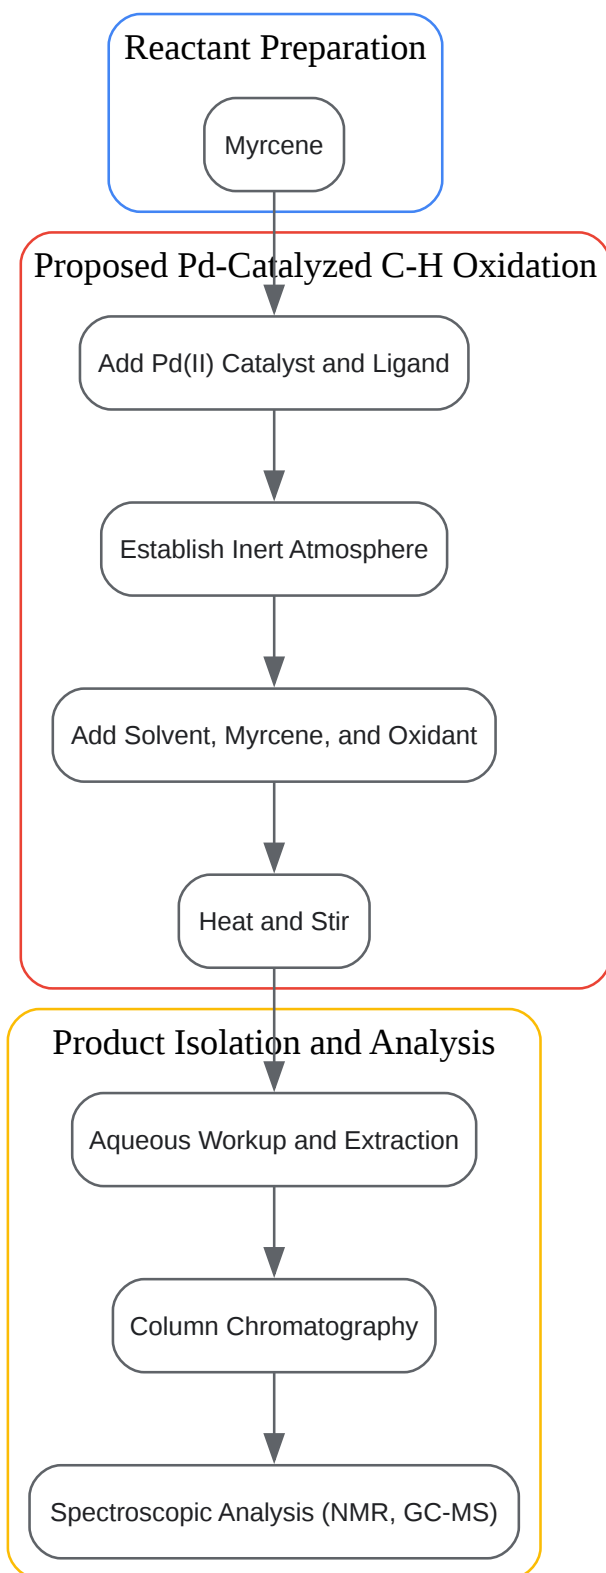 Reactant Preparation
Myrcene
Proposed Pd-Catalyzed C-H Oxidation
Add Pd(II) Catalyst and Ligand
Establish Inert Atmosphere
Add Solvent, Myrcene, and Oxidant
Heat and Stir
Product Isolation and Analysis
Aqueous Workup and Extraction
Column Chromatography
Spectroscopic Analysis (NMR, GC-MS)